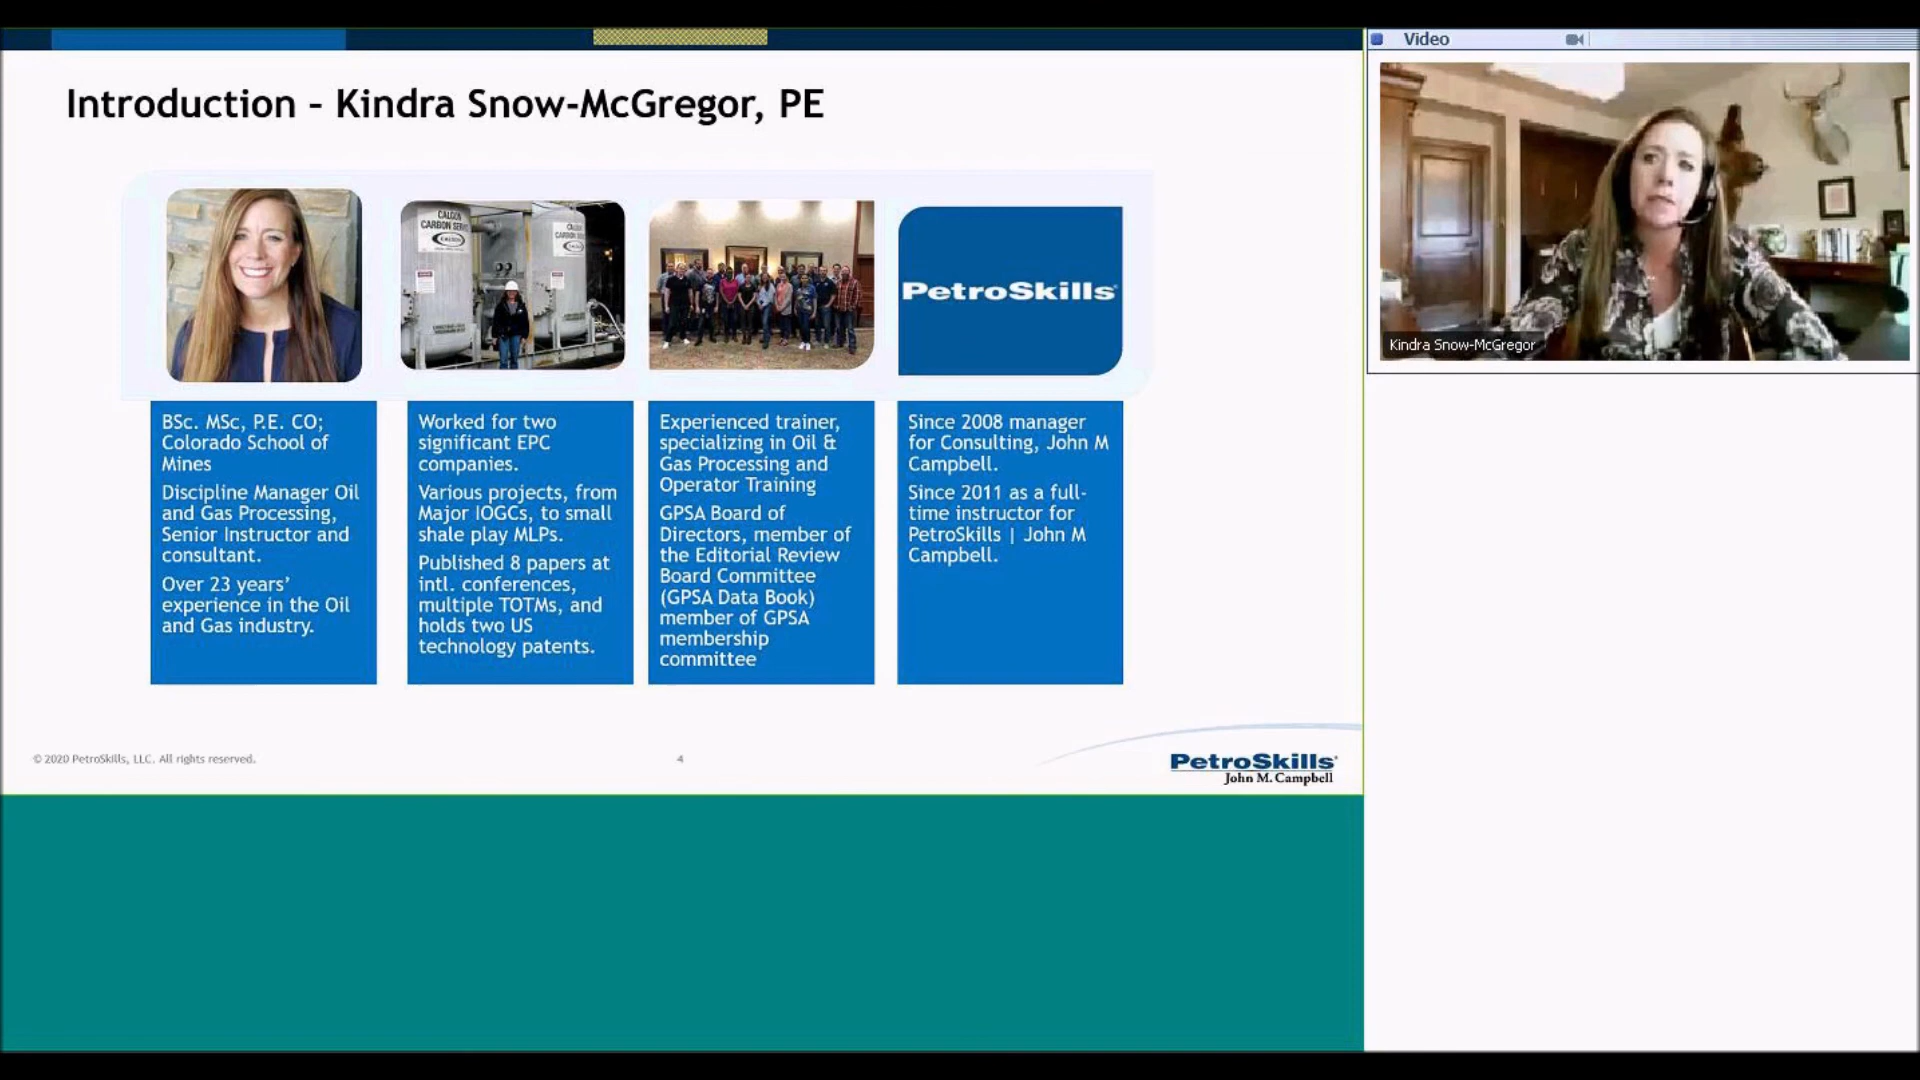 Video
Introduction – Kindra Snow-McGregor, PE
CALGON
CARBON SERVICE
PetroSkills
Kindra Snow-McGregor
BSc. MSc, P.E. CO;
Colorado School of
Mines
Discipline Manager Oil
and Gas Processing,
Senior Instructor and
consultant.
Over 23 years’
experience in the Oil
and Gas industry.
Worked for two
significant EPC
companies.
Various projects, from
Major IOGCs, to small
shale play MLPs.
Published 8 papers at
intl. conferences,
multiple TOTMs, and
holds two US
technology patents.
Experienced trainer,
specializing in Oil &
Gas Processing and
Operator Training
GPSA Board of
Directors, member of
the Editorial Review
Board Committee
(GPSA Data Book)
member of GPSA
membership
committee
Since 2008 manager
for Consulting, John M
Campbell.
Since 2011 as a full-
time instructor for
PetroSkills | John M
Campbell.
© 2020 PetroSkills, LLC. All rights reserved.
4
PetroSkills
John M. Campbell